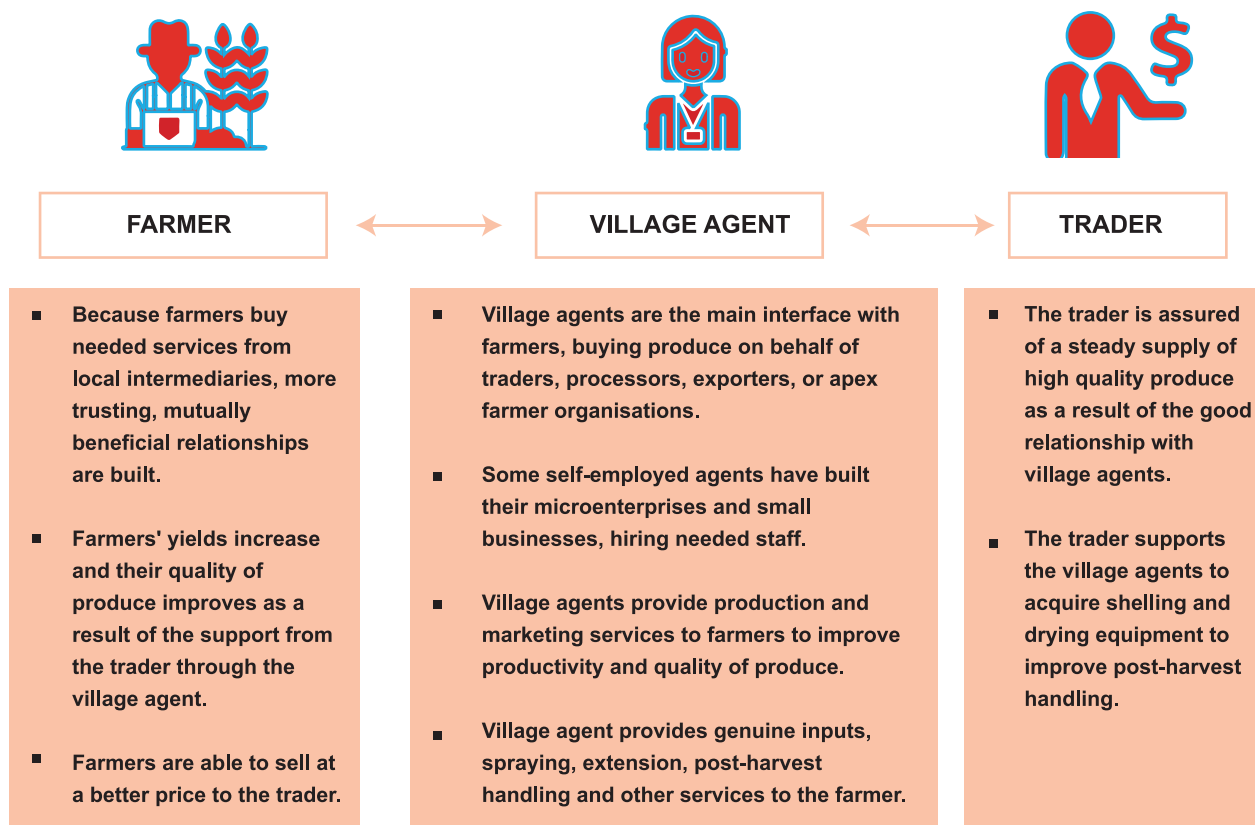 $
FARMER
VILLAGE AGENT
TRADER
Because farmers buy
needed services from
local intermediaries, more
trusting, mutually
beneficial relationships
are built.
Farmers' yields increase
and their quality of
produce improves as a
result of the support from
the trader through the
village agent.
Farmers are able to sell at
a better price to the trader.
Village agents are the main interface with
farmers, buying produce on behalf of
traders, processors, exporters, or apex
farmer organisations.
Some self-employed agents have built
their microenterprises and small
businesses, hiring needed staff.
Village agents provide production and
marketing services to farmers to improve
productivity and quality of produce.
Village agent provides genuine inputs,
spraying, extension, post-harvest
handling and other services to the farmer.
The trader is assured
of a steady supply of
high quality produce
as a result of the good
relationship with
village agents.
The trader supports
the village agents to
acquire shelling and
drying equipment to
improve post-harvest
handling.